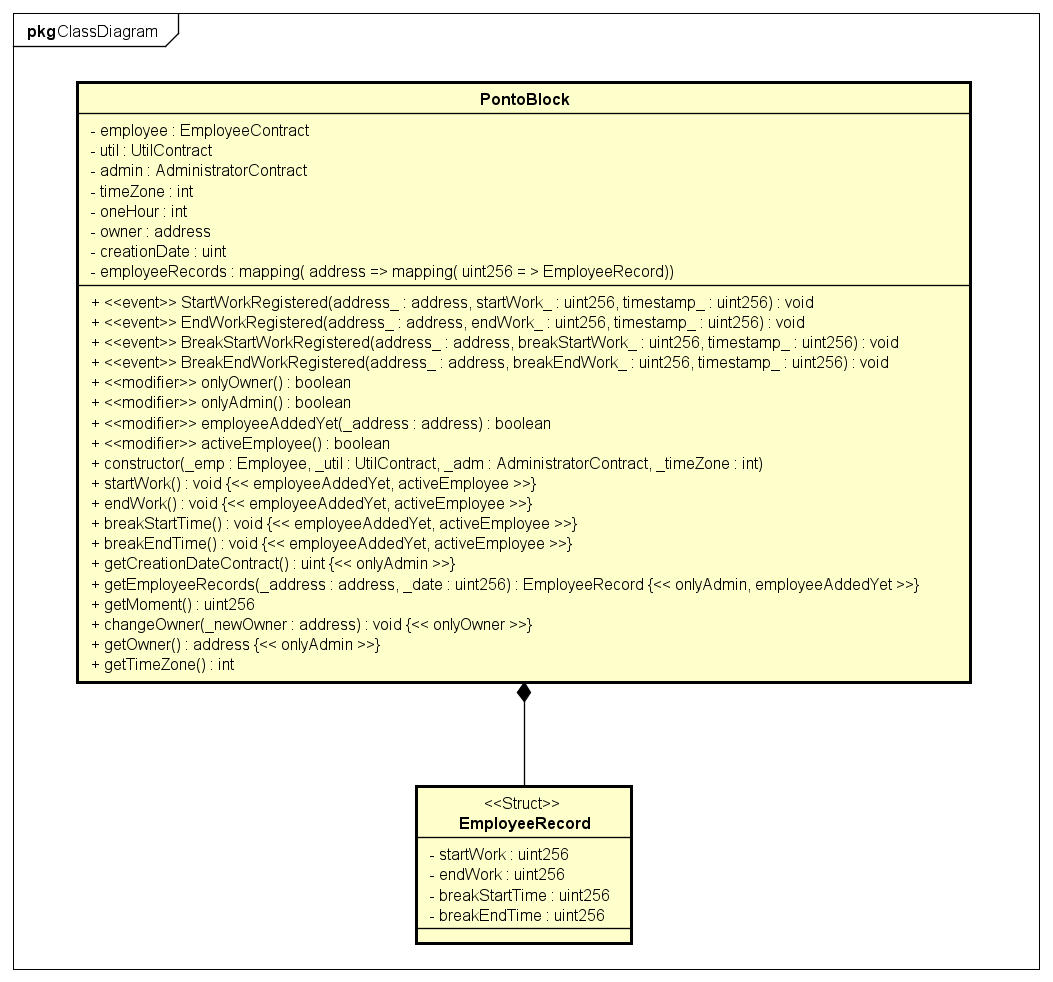 pkgClassDiagram
PontoBlock
- employee : EmployeeContract
- util : UtilContract
- admin : AdministratorContract
- timeZone : int
- oneHour : int
- owner : address
- creationDate : uint
- employeeRecords : mapping( address => mapping( uint256 = > EmployeeRecord))
+ <<event>> StartWorkRegistered(address_ : address, startWork_ : uint256, timestamp_ : uint256) : void
+ <<event>> EndWorkRegistered(address_ : address, endWork_ : uint256, timestamp_ : uint256) : void
+ <<event>> BreakStartWorkRegistered(address_ : address, breakStartWork_ : uint256, timestamp_ : uint256) : void
+ <<event>> BreakEndWorkRegistered(address_ : address, breakEndWork_ : uint256, timestamp_ : uint256) : void
+ <<modifier>> onlyOwner() : boolean
+ <<modifier>> onlyAdmin() : boolean
+ <<modifier>> employeeAddedYet(_address : address) : boolean
+ <<modifier>> activeEmployee() : boolean
+ constructor(_emp : Employee, _util : UtilContract, _adm : AdministratorContract, _timeZone : int)
+ startWork() : void {<< employeeAddedYet, activeEmployee >>}
+ endWork() : void {<< employeeAddedYet, activeEmployee >>}
+ breakStartTime() : void {<< employeeAddedYet, activeEmployee >>}
+ breakEndTime() : void {<< employeeAddedYet, activeEmployee >>}
+ getCreationDateContract() : uint {<< onlyAdmin >>}
+ getEmployeeRecords(_address : address, _date : uint256) : EmployeeRecord {<< onlyAdmin, employeeAddedYet >>}
+ getMoment() : uint256
+ changeOwner(_newOwner : address) : void {<< onlyOwner >>}
+ getOwner() : address {<< onlyAdmin >>}
+ getTimeZone() : int
<<Struct>>
EmployeeRecord
- startWork : uint256
- endWork : uint256
- breakStartTime : uint256
- breakEndTime : uint256